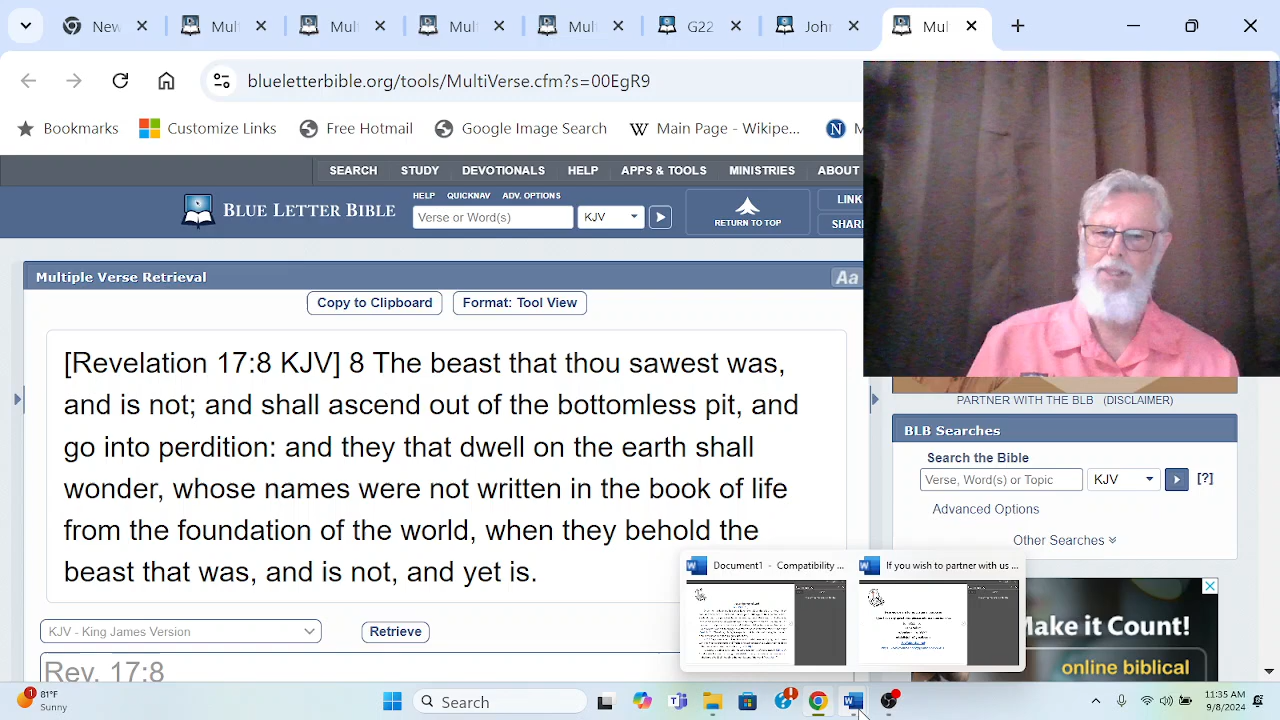 New
Mul
Mul
Mul
Mult
G22
Johr
Mul
blueletterbible.org/tools/MultiVerse.cfm?s=00EgR9
Bookmarks Customize Links Free Hotmail Google Image Search Main Page - Wikipe...
SEARCH STUDY DEVOTIONALS HELP APPS & TOOLS MINISTRIES ABOUT
HELP QUICKNAV ADV. OPTIONS
BLUE LETTER BIBLE Verse or Word(s) KJV RETURN TO TOP
LINK
SHARE
Multiple Verse Retrieval Aa
Copy to Clipboard Format: Tool View
[Revelation 17:8 KJV] 8 The beast that thou sawest was,
and is not; and shall ascend out of the bottomless pit, and
go into perdition: and they that dwell on the earth shall
wonder, whose names were not written in the book of life
from the foundation of the world, when they behold the
beast that was, and is not, and yet is.
PARTNER WITH THE BLB (DISCLAIMER)
BLB Searches
Search the Bible
Verse, Word(s) or Topic KJV [?]
Advanced Options
Other Searches
Document1 - Compatibility ... If you wish to partner with us ...
Make it Count!
online biblical
KJV - King James Version Retrieve
Rev. 17:8
1
81°F
Sunny
Search
11:35 AM
9/8/2024